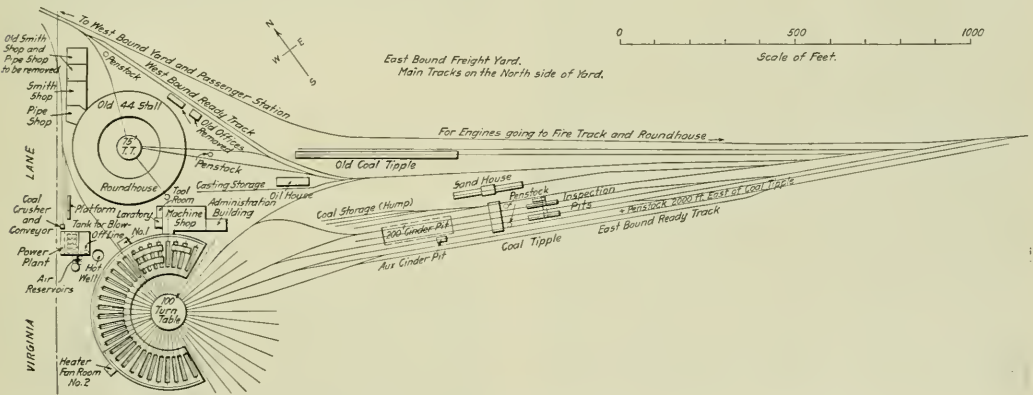 To West Bound Yard and Passenger Station
West Bound Ready Track
Penstock
Old Smith
Shop and
Pipe Shop
to be removed
Smith
Shop
Pipe
Shop
Old 44 Stall
75'
T.T.
Roundhouse
Old Offices
Removed
Penstock
N
E
W
S
East Bound Freight Yard.
Main Tracks on the North side of Yard.
0 500 1000
Scale of Feet.
For Engines going to Fire Track and Roundhouse
Old Coal Tipple
Casting Storage
Oil House
Sand House
Penstock
Inspection
Pits
Coal Storage (Hump)
200' Cinder Pit
Aux Cinder Pit
Coal Tipple
Penstock 2000 ft. East of Coal Tipple
East Bound Ready Track
LANE
VIRGINIA
Coal
Crusher
and
Conveyor
Platform
Tank for Blow-
Off Line
Lavatory
No.1
Tool
Room
Machine
Shop
Administration
Building
Power
Plant
Hot
Well
Air
Reservoirs
100'
Turn
Table
Heater
Fan Room
No.2